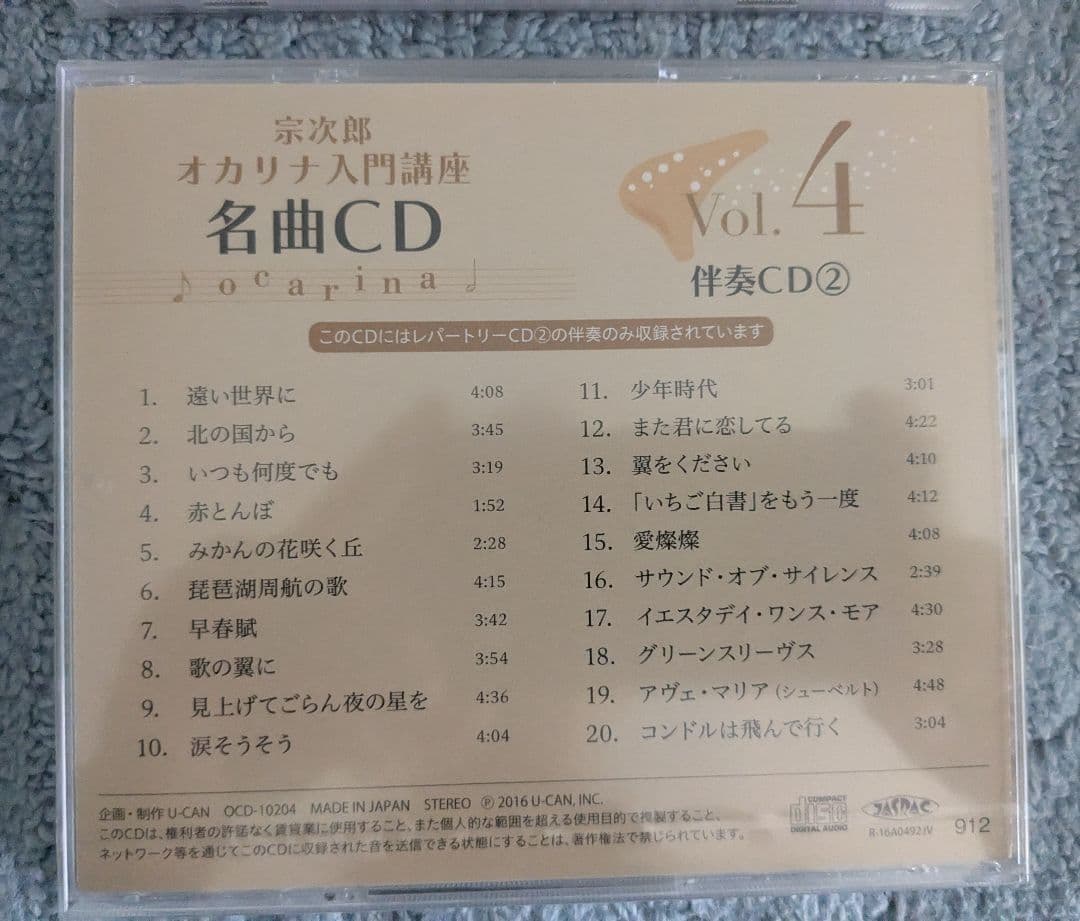 宗次郎
オカリナ入門講座
名曲CD
ocarina
Vol. 4
伴奏CD②
このCDにはレパートリーCD②の伴奏のみ収録されています
1. 遠い世界に 4:08
2. 北の国から 3:45
3. いつも何度でも 3:19
4. 赤とんぼ 1:52
5. みかんの花咲く丘 2:28
6. 琵琶湖周航の歌 4:15
7. 早春賦 3:42
8. 歌の翼に 3:54
9. 見上げてごらん夜の星を 4:36
10. 涙そうそう 4:04
11. 少年時代 3:01
12. また君に恋してる 4:22
13. 翼をください 4:10
14. 「いちご白書」をもう一度 4:12
15. 愛燦燦 4:08
16. サウンド・オブ・サイレンス 2:39
17. イエスタデイ・ワンス・モア 4:30
18. グリーンスリーヴス 3:28
19. アヴェ・マリア（シューベルト） 4:48
20. コンドルは飛んで行く 3:04
企画・制作 U-CAN OCD-10204 MADE IN JAPAN STEREO Ⓟ 2016 U-CAN, INC.
このCDは、権利者の許諾なく賃貸業に使用すること、また個人的な範囲を超える使用目的で複製すること、
ネットワーク等を通じてこのCDに収録された音を送信できる状態にすることは、著作権法で禁じられています。
COMPACT
disc
DIGITAL AUDIO
JASRAC
R-16A0492JV
912